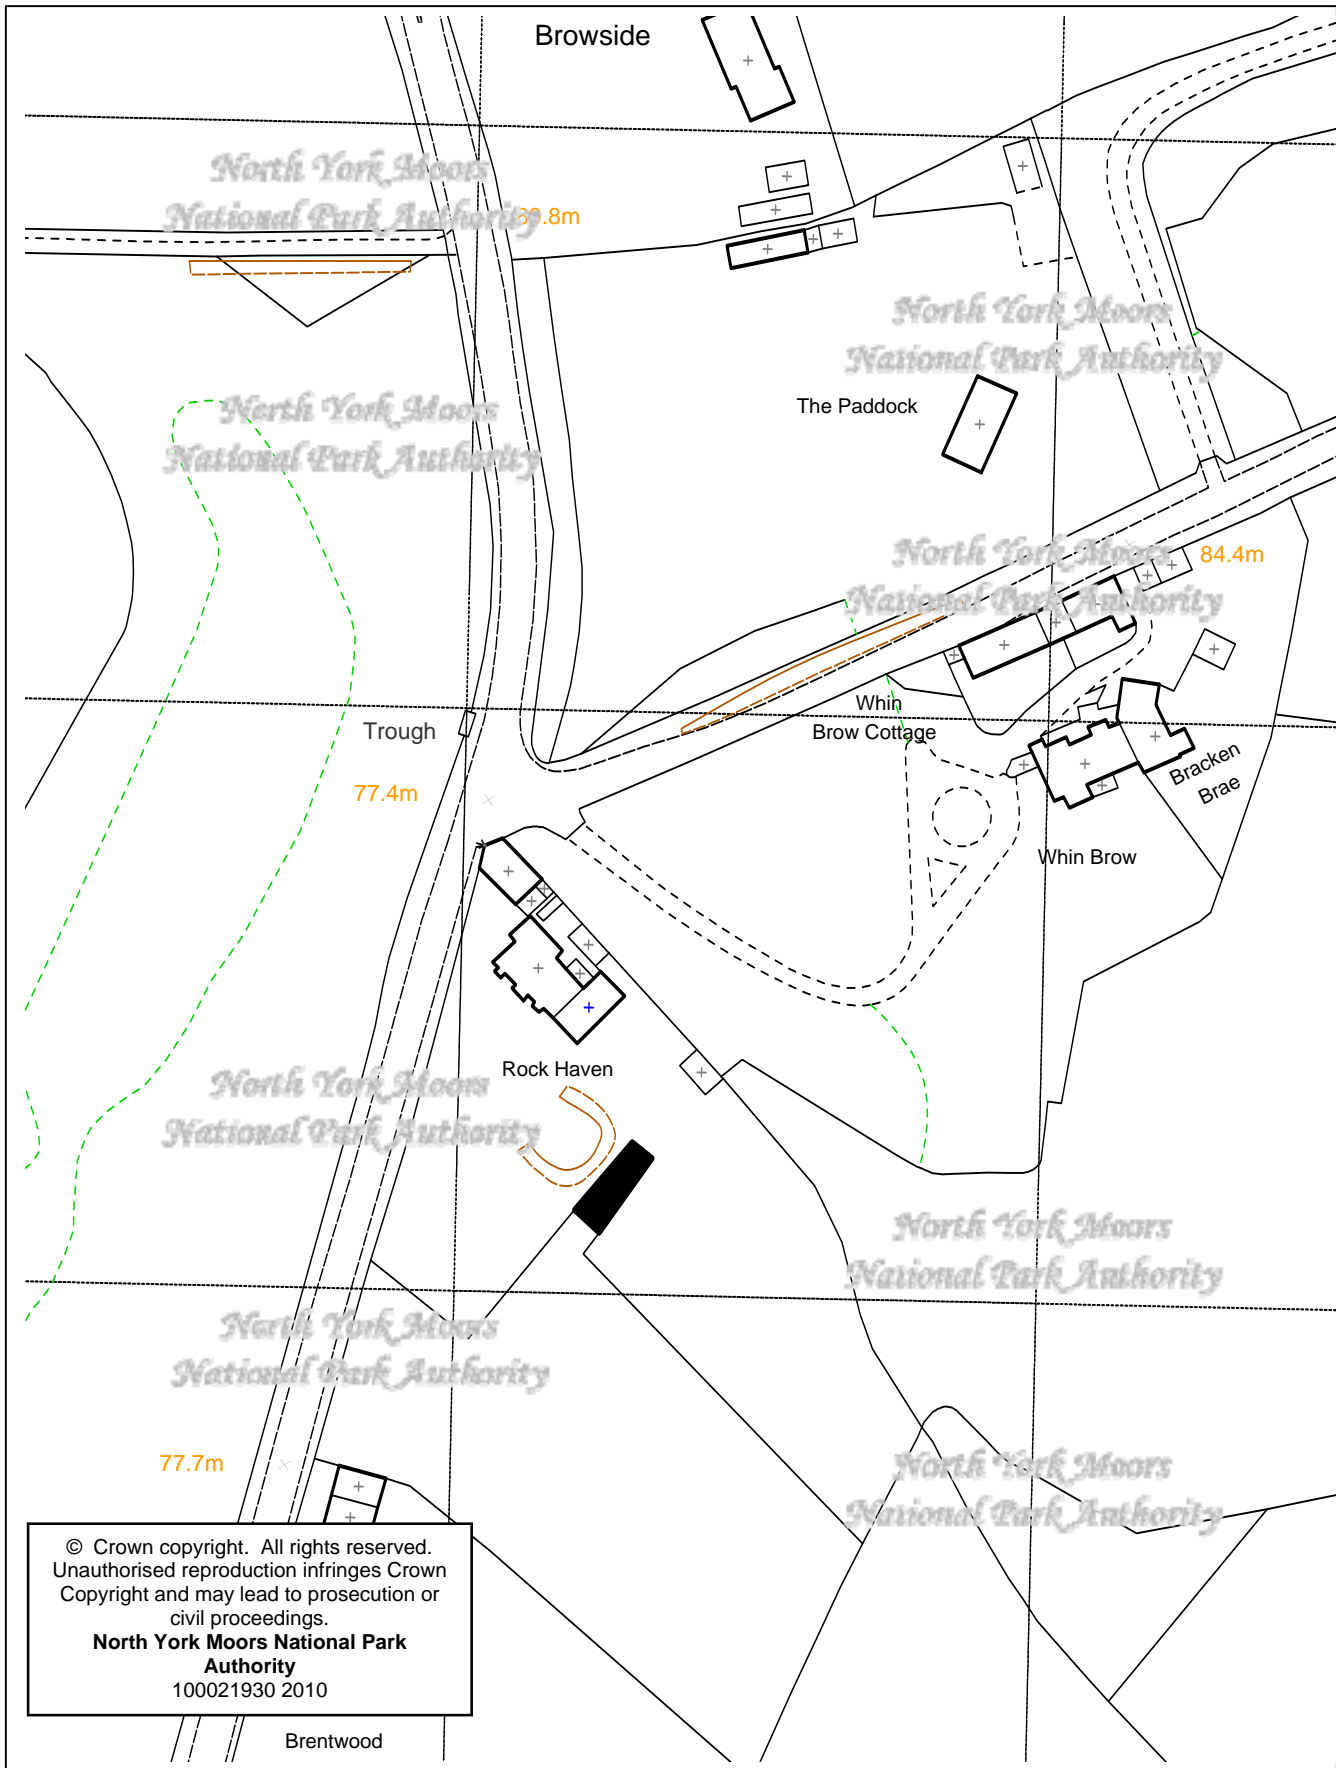 Browside
North York Moors
National Park Authority
North York Moors
National Park Authority
North York Moors
National Park Authority
The Paddock
North York Moors
National Park Authority
84.4m
Whin
Brow Cottage
Trough
77.4m
Bracken
Brae
Whin Brow
Rock Haven
North York Moors
National Park Authority
North York Moors
National Park Authority
North York Moors
National Park Authority
77.7m
North York Moors
National Park Authority
© Crown copyright. All rights reserved.
Unauthorised reproduction infringes Crown
Copyright and may lead to prosecution or
civil proceedings.
North York Moors National Park
Authority
100021930 2010
Brentwood